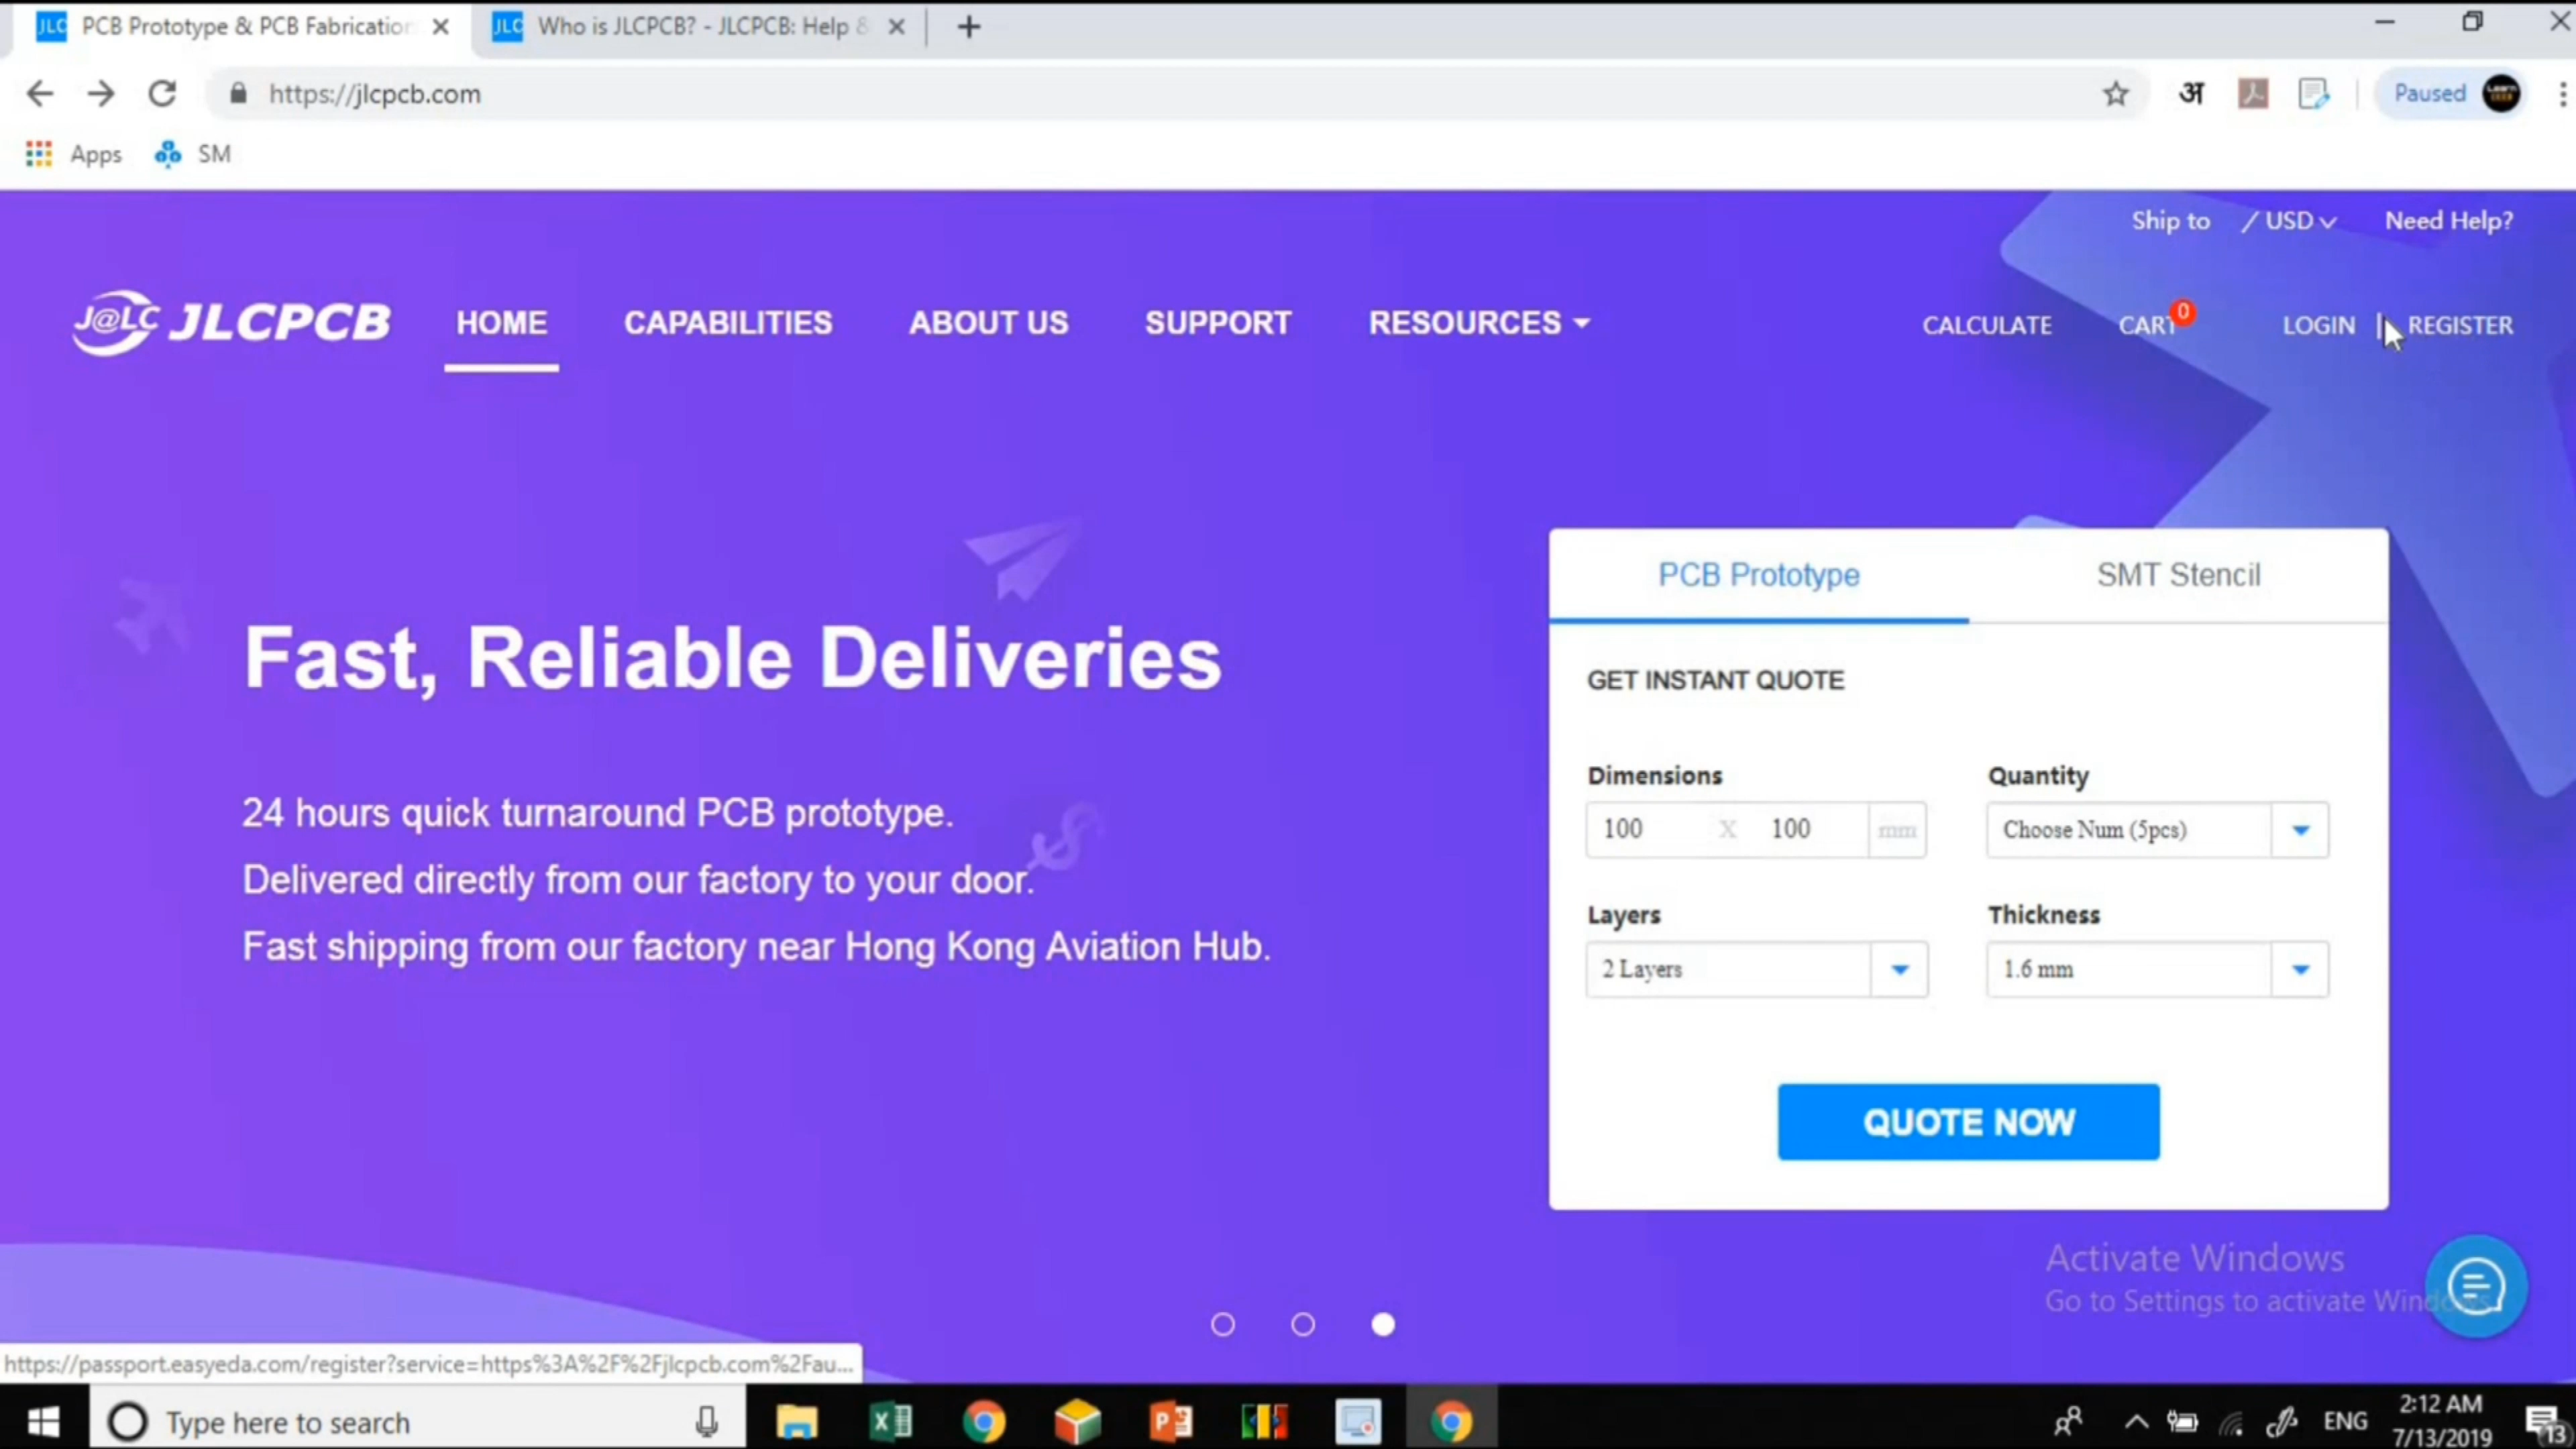 JLC PCB Prototype & PCB Fabrication
JLC Who is JLCPCB? - JLCPCB: Help &
https://jlcpcb.com
अ
Paused
Apps SM
Ship to / USD Need Help?
J@LC JLCPCB HOME CAPABILITIES ABOUT US SUPPORT RESOURCES CALCULATE CART 0 LOGIN | REGISTER
Fast, Reliable Deliveries
24 hours quick turnaround PCB prototype.
Delivered directly from our factory to your door.
Fast shipping from our factory near Hong Kong Aviation Hub.
PCB Prototype SMT Stencil
GET INSTANT QUOTE
Dimensions Quantity
100 X 100 mm Choose Num (5pcs)
Layers Thickness
2 Layers 1.6 mm
QUOTE NOW
Activate Windows
Go to Settings to activate Windows.
https://passport.easyeda.com/register?service=https%3A%2F%2Fjlcpcb.com%2Fau...
Type here to search
ENG
2:12 AM
7/13/2019
13